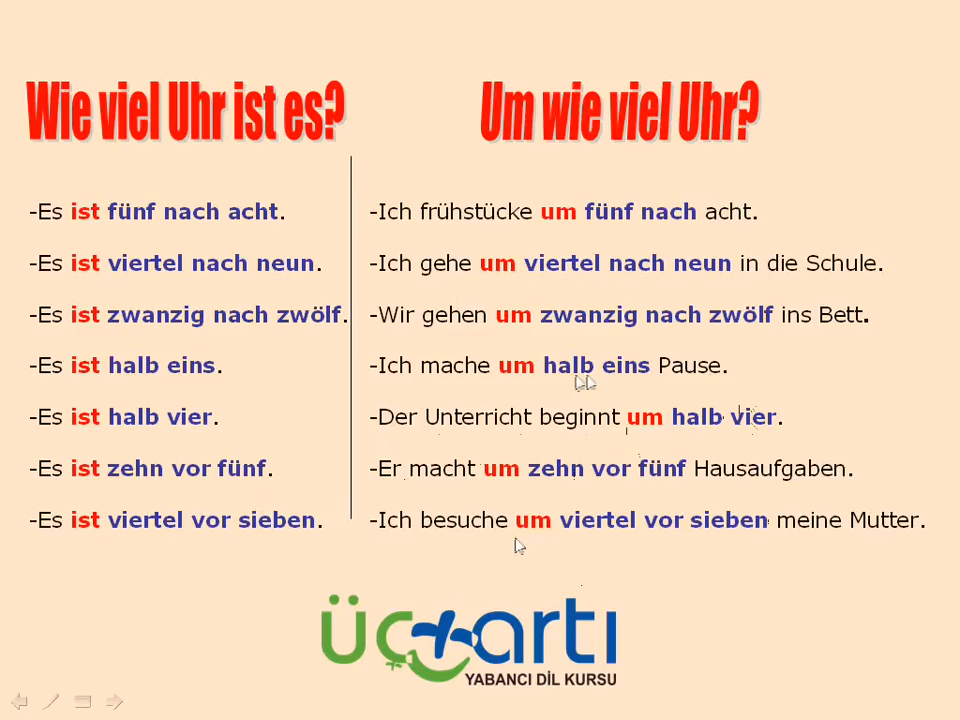 Wie viel Uhr ist es?
Um wie viel Uhr?
-Es ist fünf nach acht.
-Es ist viertel nach neun.
-Es ist zwanzig nach zwölf.
-Es ist halb eins.
-Es ist halb vier.
-Es ist zehn vor fünf.
-Es ist viertel vor sieben.
-Ich frühstücke um fünf nach acht.
-Ich gehe um viertel nach neun in die Schule.
-Wir gehen um zwanzig nach zwölf ins Bett.
-Ich mache um halb eins Pause.
-Der Unterricht beginnt um halb vier.
-Er macht um zehn vor fünf Hausaufgaben.
-Ich besuche um viertel vor sieben meine Mutter.
üç+artı
YABANCI DİL KURSU